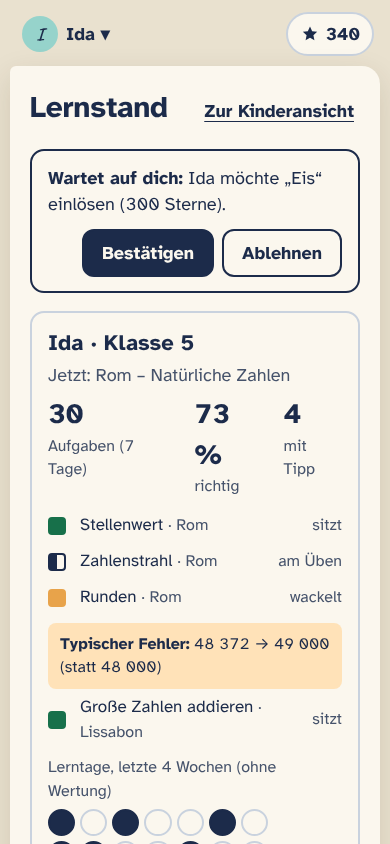 I Ida ▾ ★ 340
Lernstand Zur Kinderansicht
Wartet auf dich: Ida möchte „Eis“
einlösen (300 Sterne).
Bestätigen Ablehnen
Ida · Klasse 5
Jetzt: Rom – Natürliche Zahlen
30 73 4
% 
Aufgaben (7 mit
Tage) Tipp
richtig
Stellenwert · Rom sitzt
Zahlenstrahl · Rom am Üben
Runden · Rom wackelt
Typischer Fehler: 48 372 → 49 000
(statt 48 000)
Große Zahlen addieren ·
Lissabon sitzt
Lerntage, letzte 4 Wochen (ohne
Wertung)